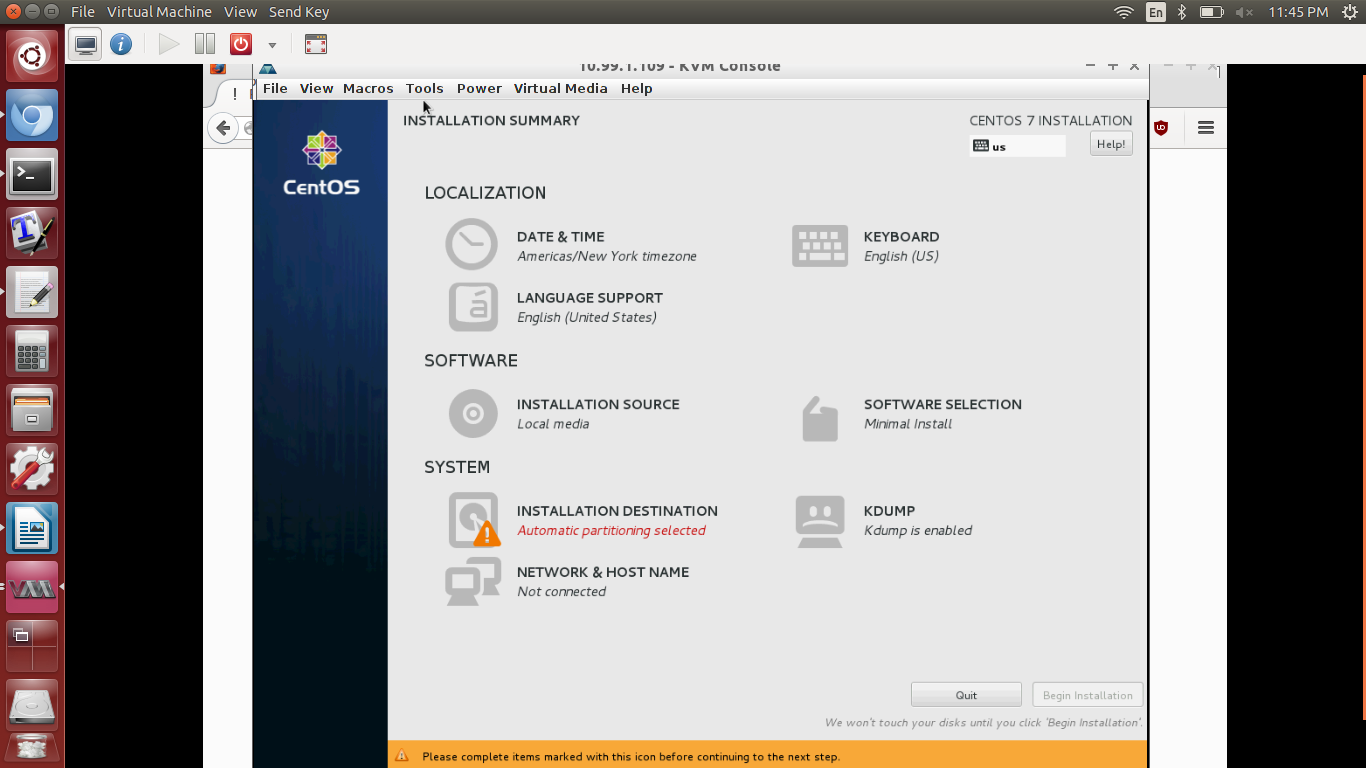 File Virtual Machine View Send Key
En
11:45 PM
10.99.1.109 - KVM Console
File View Macros Tools Power Virtual Media Help
INSTALLATION SUMMARY
CENTOS 7 INSTALLATION
us
Help!
CentOS
LOCALIZATION
DATE & TIME
Americas/New York timezone
KEYBOARD
English (US)
LANGUAGE SUPPORT
English (United States)
SOFTWARE
INSTALLATION SOURCE
Local media
SOFTWARE SELECTION
Minimal Install
SYSTEM
INSTALLATION DESTINATION
Automatic partitioning selected
KDUMP
Kdump is enabled
NETWORK & HOST NAME
Not connected
Quit
Begin Installation
We won't touch your disks until you click 'Begin Installation'.
Please complete items marked with this icon before continuing to the next step.